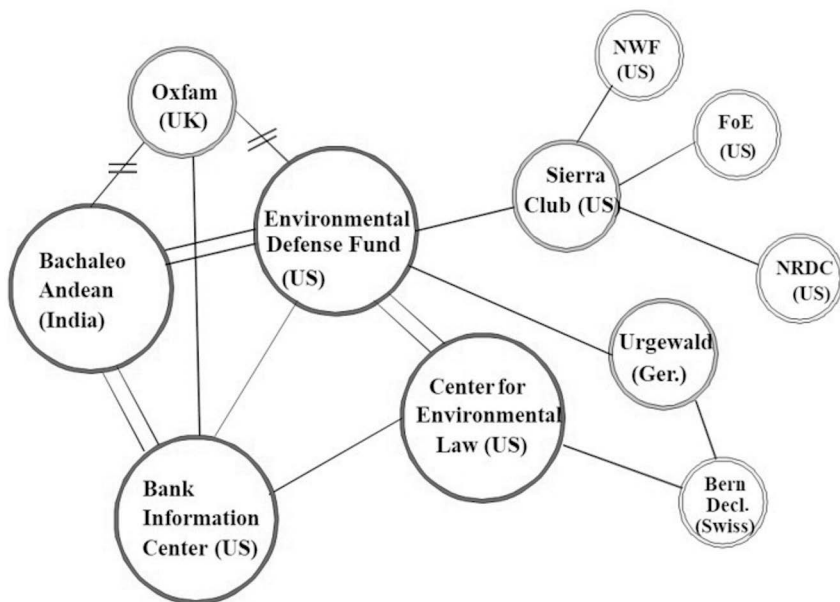 Oxfam
(UK)
NWF
(US)
FoE
(US)
Sierra
Club (US)
Environmental
Defense Fund
(US)
Bachaleo
Andean
(India)
NRDC
(US)
Urgewald
(Ger.)
Center for
Environmental
Law (US)
Bern
Decl.
(Swiss)
Bank
Information
Center (US)